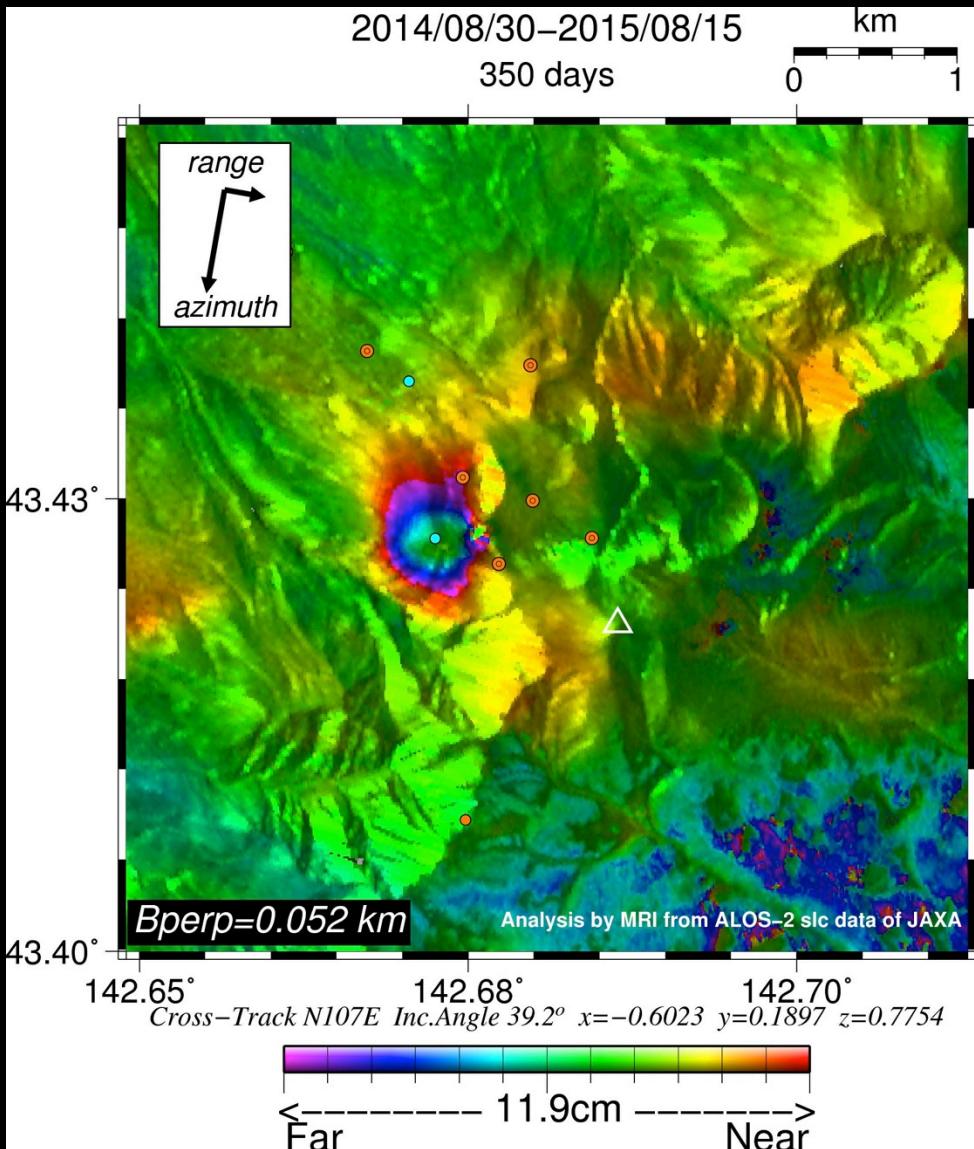 2014/08/30−2015/08/15
350 days
km
0 1
range
azimuth
43.43°
43.40°
Bperp=0.052 km
Analysis by MRI from ALOS−2 slc data of JAXA
142.65° 142.68° 142.70°
Cross−Track N107E Inc.Angle 39.2° x=−0.6023 y=0.1897 z=0.7754
<−−−−−−−− 11.9cm −−−−−−−>
Far Near